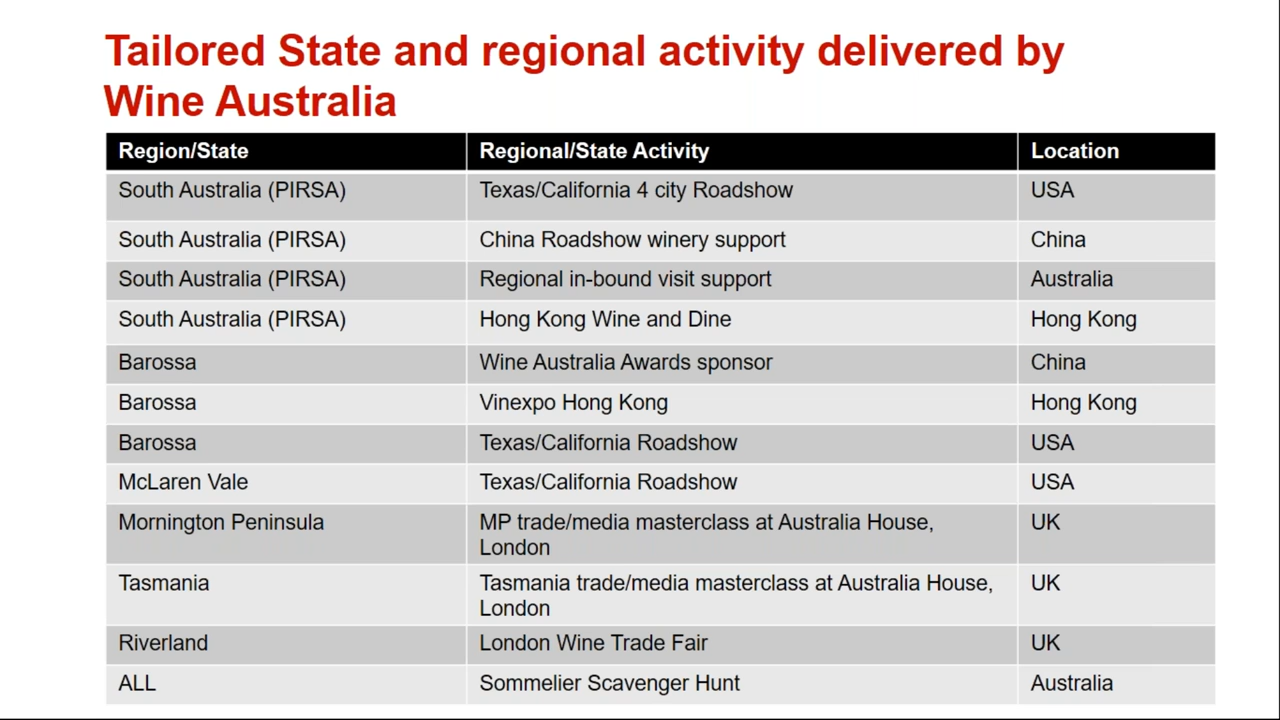 Tailored State and regional activity delivered by
Wine Australia
Region/State Regional/State Activity Location
South Australia (PIRSA) Texas/California 4 city Roadshow USA
South Australia (PIRSA) China Roadshow winery support China
South Australia (PIRSA) Regional in-bound visit support Australia
South Australia (PIRSA) Hong Kong Wine and Dine Hong Kong
Barossa Wine Australia Awards sponsor China
Barossa Vinexpo Hong Kong Hong Kong
Barossa Texas/California Roadshow USA
McLaren Vale Texas/California Roadshow USA
Mornington Peninsula MP trade/media masterclass at Australia House, UK
London
Tasmania Tasmania trade/media masterclass at Australia House, UK
London
Riverland London Wine Trade Fair UK
ALL Sommelier Scavenger Hunt Australia